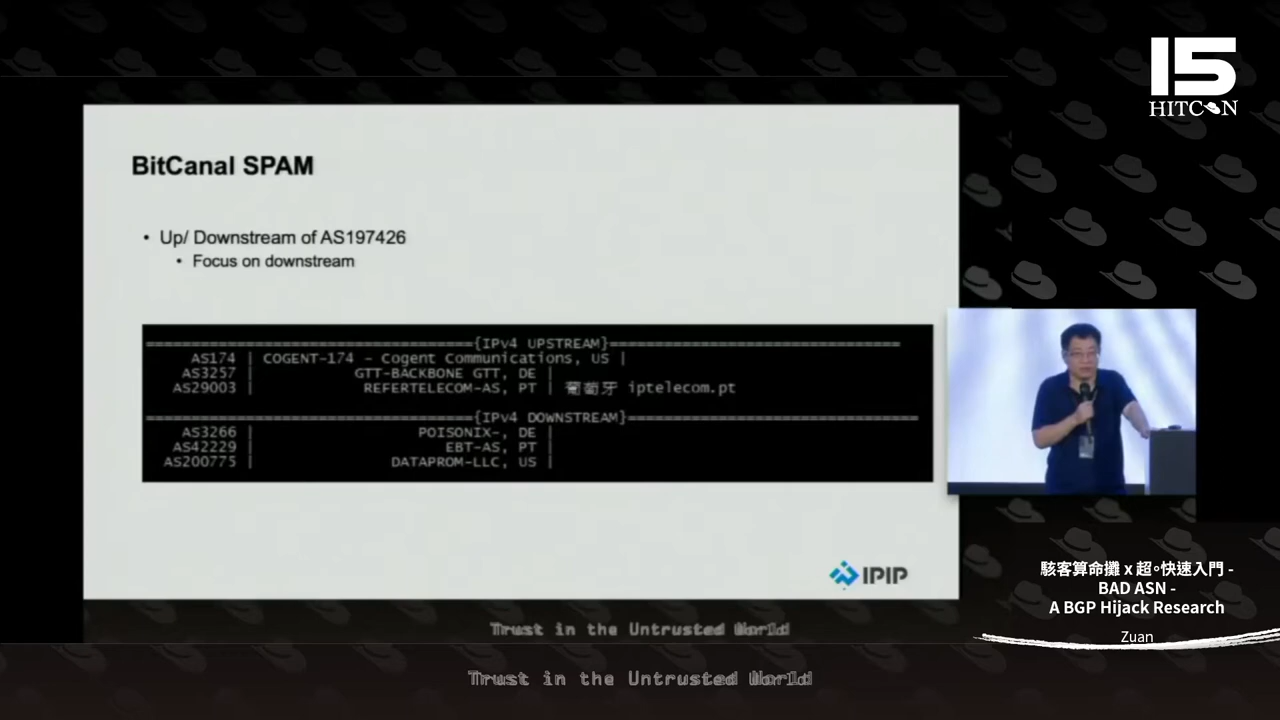 15
HITCON
BitCanal SPAM
• Up/ Downstream of AS197426
• Focus on downstream
====================================={IPv4 UPSTREAM}=================================
AS174 | COGENT-174 - Cogent Communications, US |
AS3257 | GTT-BACKBONE GTT, DE |
AS29003 | REFERTELECOM-AS, PT | 葡萄牙 iptelecom.pt
====================================={IPv4 DOWNSTREAM}=================================
AS3266 | POISONIX-, DE |
AS42229 | EBT-AS, PT |
AS200775 | DATAPROM-LLC, US |
IPIP
駭客算命攤 x 超◦快速入門 -
BAD ASN -
A BGP Hijack Research
Zuan
Trust in the Untrusted World
Trust in the Untrusted World